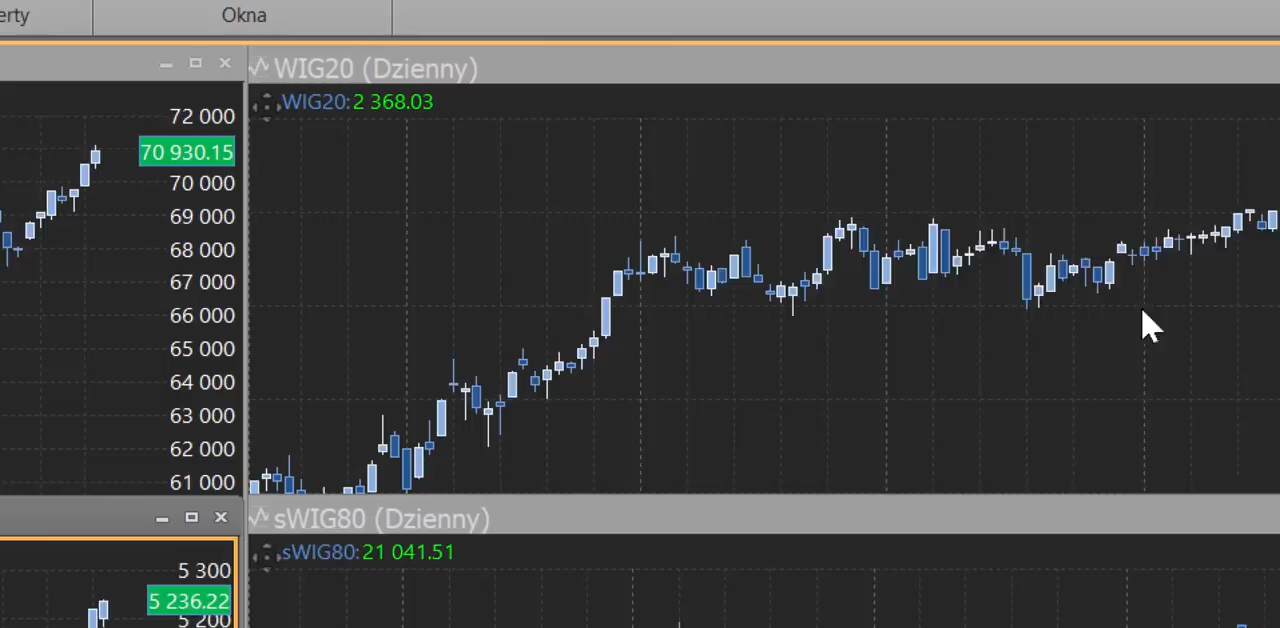 erty
Okna
72 000
70 930.15
70 000
69 000
68 000
67 000
66 000
65 000
64 000
63 000
62 000
61 000
WIG20 (Dzienny)
WIG20: 2 368.03
5 300
5 236.22
5 200
sWIG80 (Dzienny)
sWIG80: 21 041.51